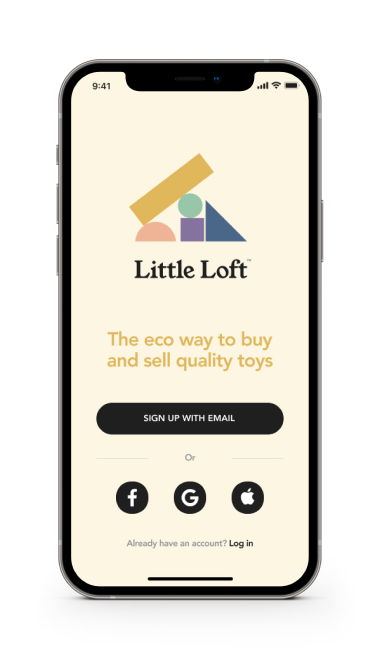 9:41
Little Loft™
The eco way to buy
and sell quality toys
SIGN UP WITH EMAIL
Or
Already have an account? Log in